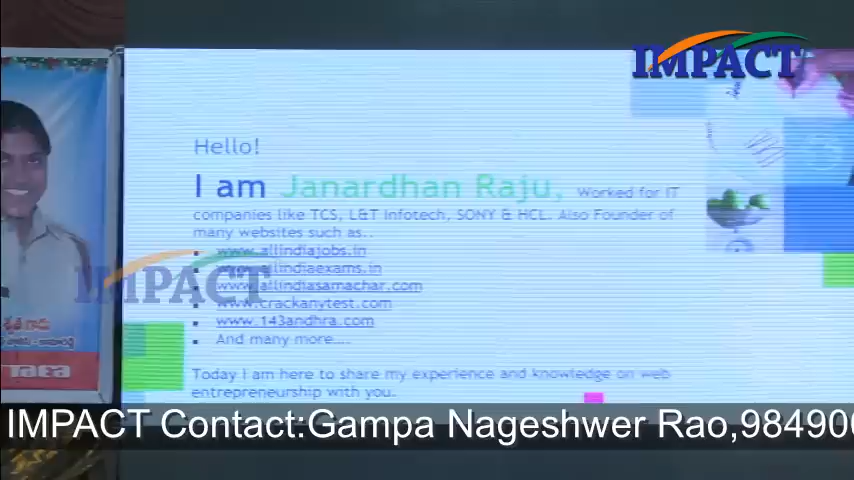 IMPACT
Hello!
I am Janardhan Raju, Worked for IT
companies like TCS, L&T Infotech, SONY & HCL. Also Founder of
many websites such as..
www.allindiajobs.in
www.allindiaexams.in
www.allindiasamachar.com
www.crackanytest.com
www.143andhra.com
And many more....
Today I am here to share my experience and knowledge on web
entrepreneurship with you.
IMPACT
IMPACT Contact:Gampa Nageshwer Rao,984900